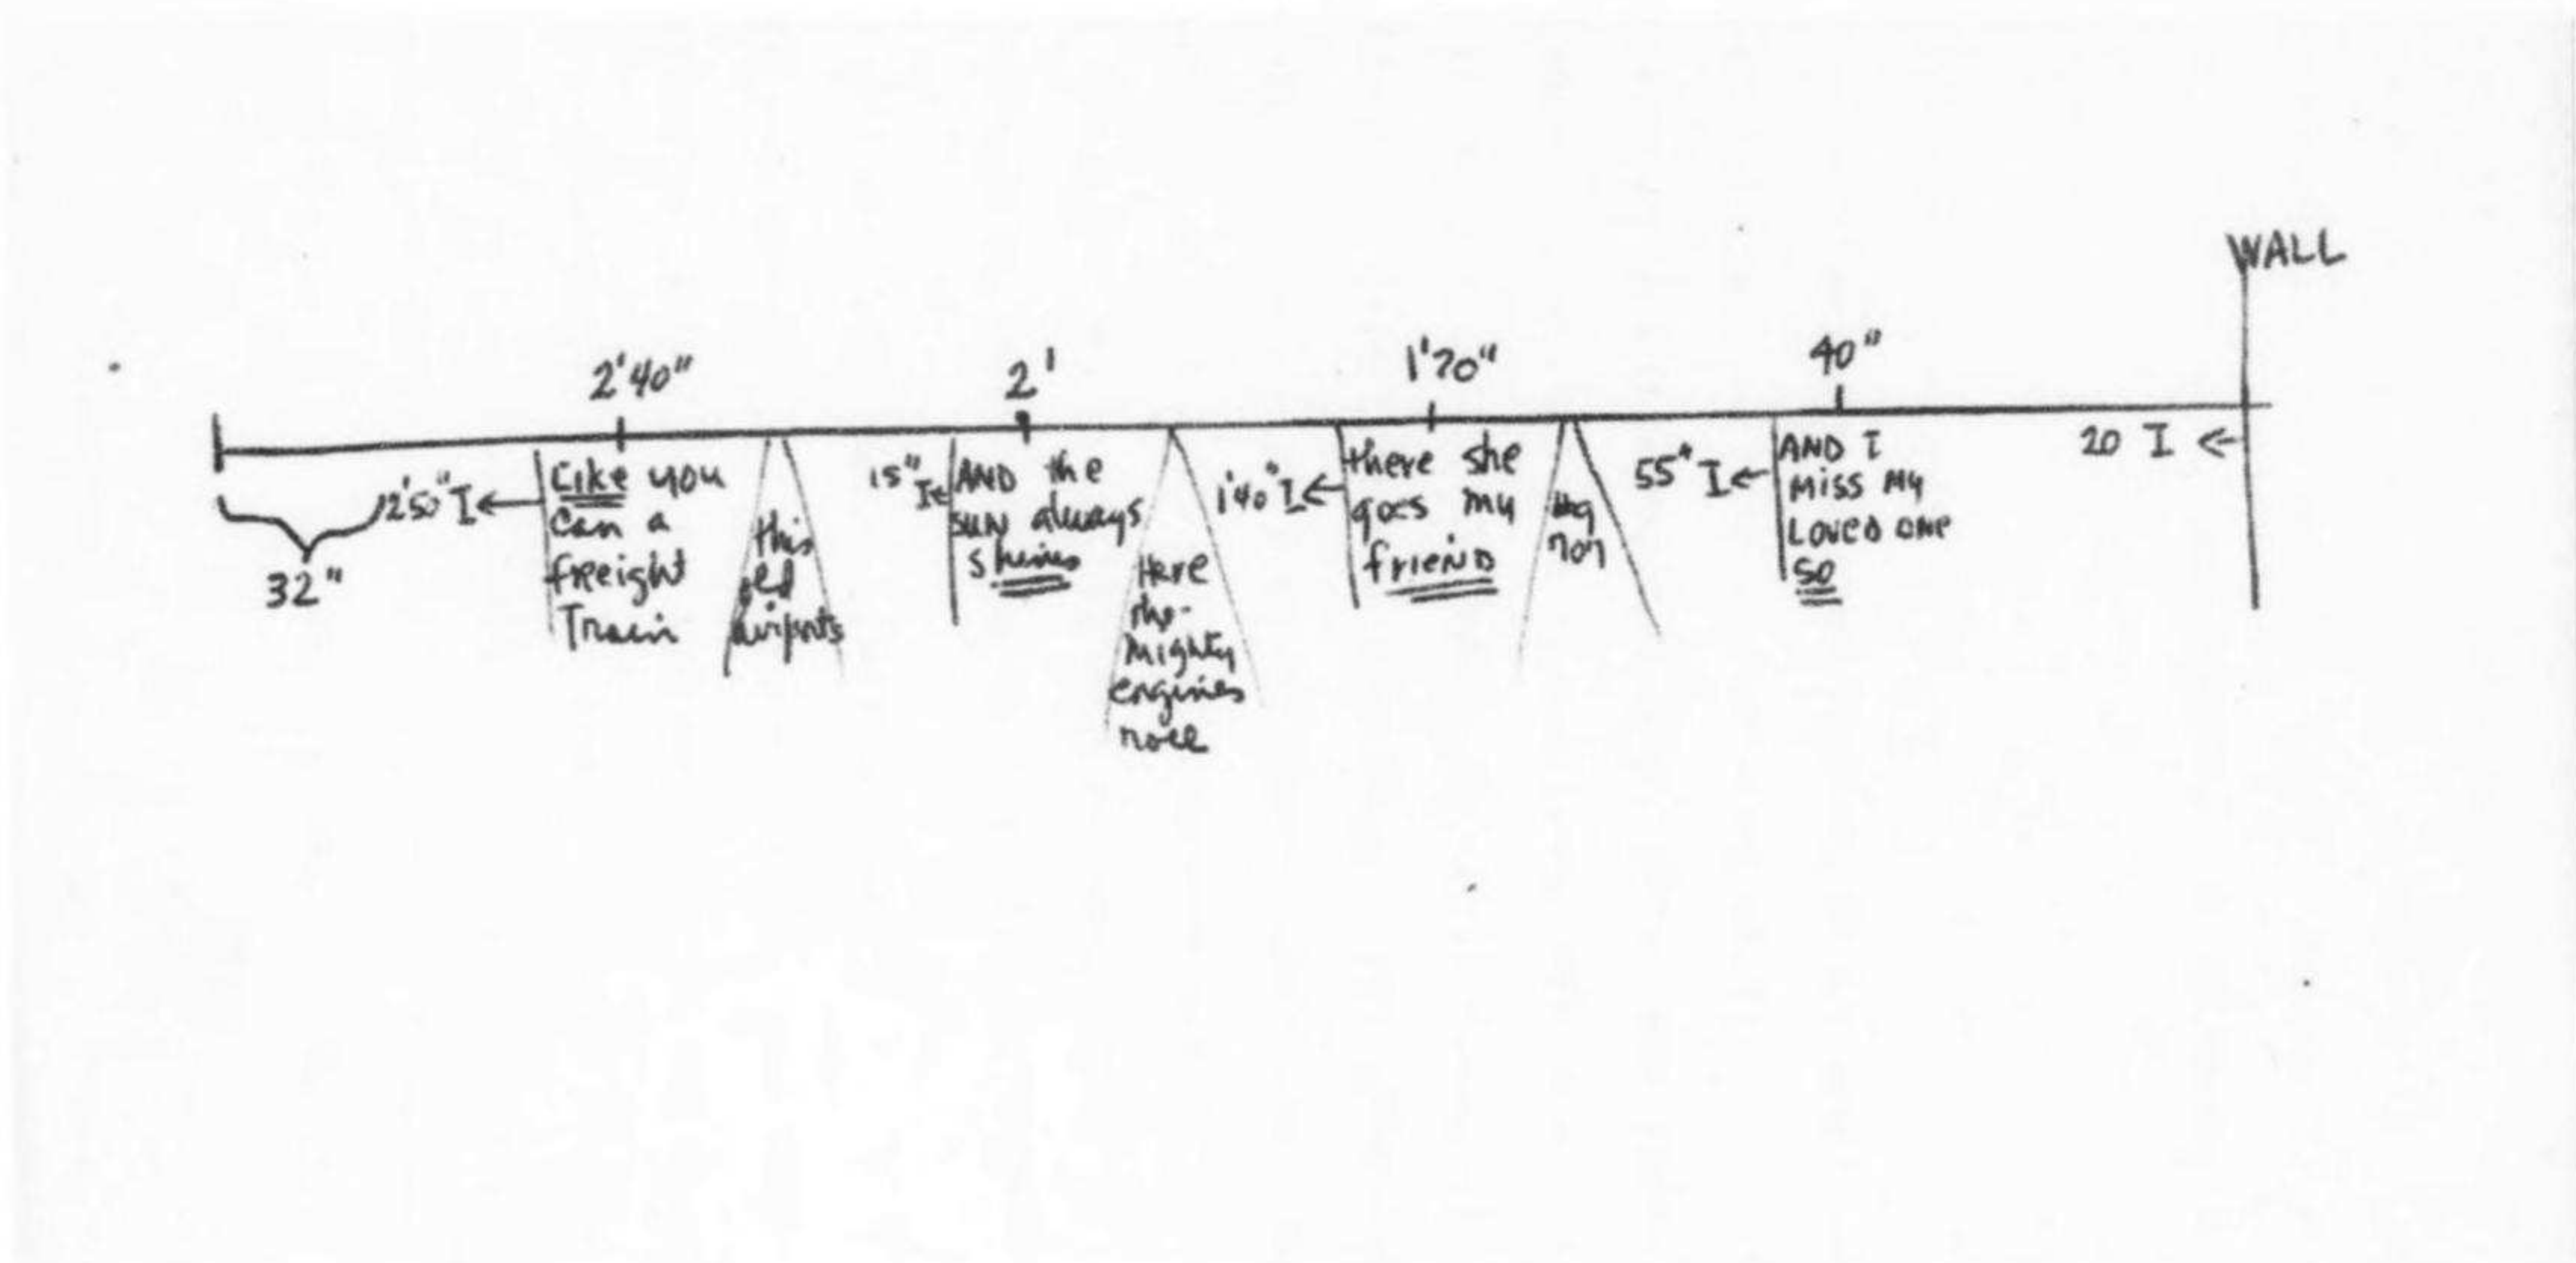 WALL
2'40"
2'
1'20"
40"
32"
2'50" I ←
Like you
can a
freight
Train
this
old
airports
15" I ←
AND the
sun always
shines
Here
the
mighty
engines
1'40" I ←
there she
goes my
friend
55" I ←
AND I
MISS MY
LOVED ONE
SO
20 I ←